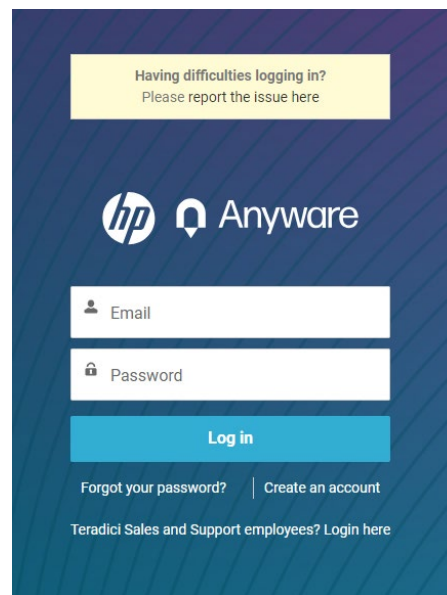 Having difficulties logging in?
Please report the issue here
hp Anyware
Email
Password
Log in
Forgot your password? Create an account
Teradici Sales and Support employees? Login here